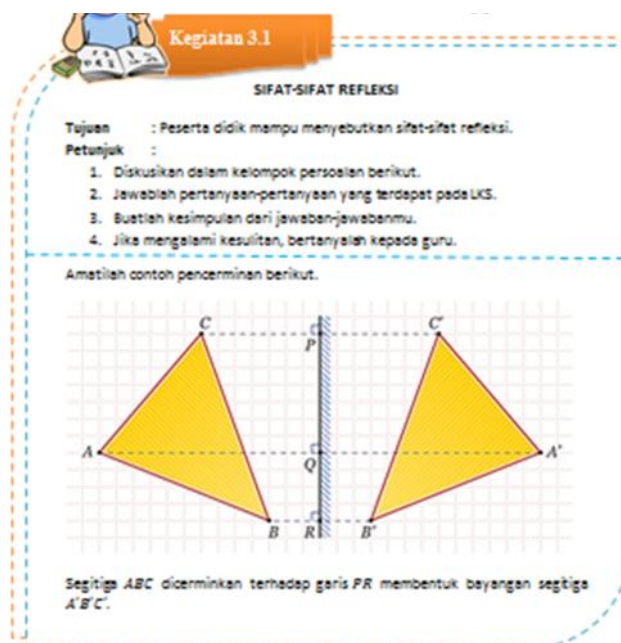 Kegiatan 3.1
SIFAT-SIFAT REFLEKSI
Tujuan : Peserta didik mampu menyebutkan sifat-sifat refleksi.
Petunjuk :
1. Diskusikan dalam kelompok persoalan berikut.
2. Jawablah pertanyaan-pertanyaan yang terdapat pada LKS.
3. Buatlah kesimpulan dari jawaban-jawabanmu.
4. Jika mengalami kesulitan, bertanyalah kepada guru.
Amatilah contoh pencerminan berikut.
C P C'
A Q A'
B R B'
Segitiga ABC dicerminkan terhadap garis PR membentuk bayangan segitiga
A'B'C'.